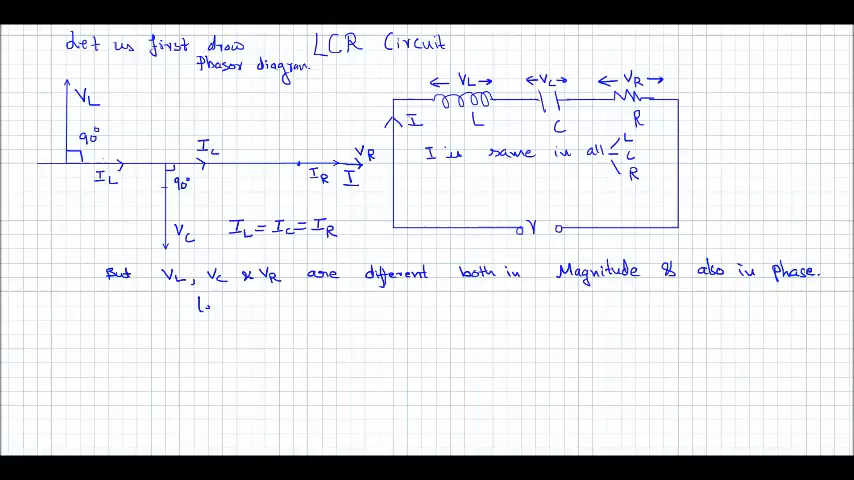 Let us first draw LCR Circuit
Phasor diagram.
VL
90°
IL
IC
90°
VC
VR
IR
I
IL = IC = IR
VL VC VR
I L C R
I is same in all L
C
R
V
But VL, VC & VR are different both in Magnitude & also in phase.